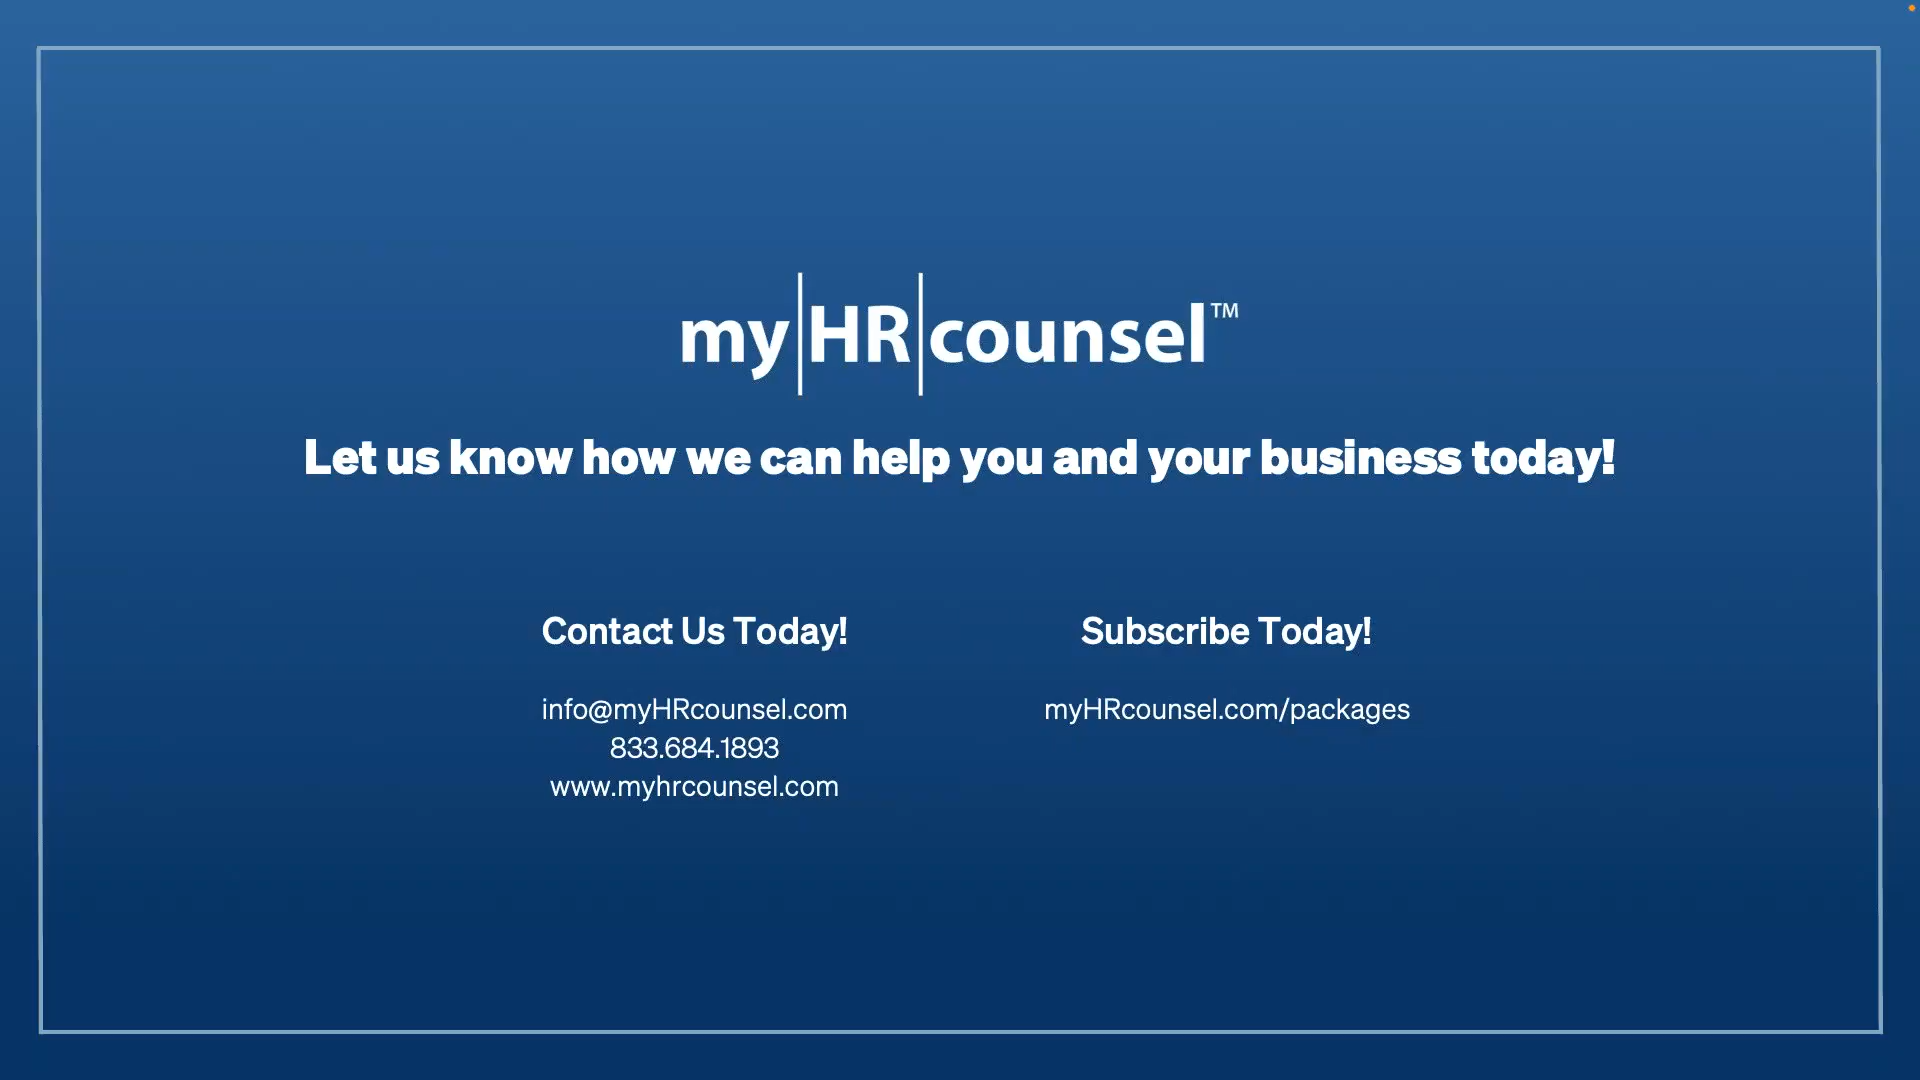 my|HR|counsel™
Let us know how we can help you and your business today!
Contact Us Today!
info@myHRcounsel.com
833.684.1893
www.myhrcounsel.com
Subscribe Today!
myHRcounsel.com/packages